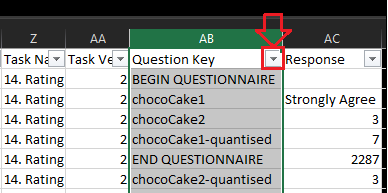 Z AA AB AC
Task Na Task Ve Question Key Response
14. Rating 2 BEGIN QUESTIONNAIRE
14. Rating 2 chocoCake1 Strongly Agree
14. Rating 2 chocoCake2 3
14. Rating 2 chocoCake1-quantised 7
14. Rating 2 END QUESTIONNAIRE 2287
14. Rating 2 chocoCake2-quantised 3